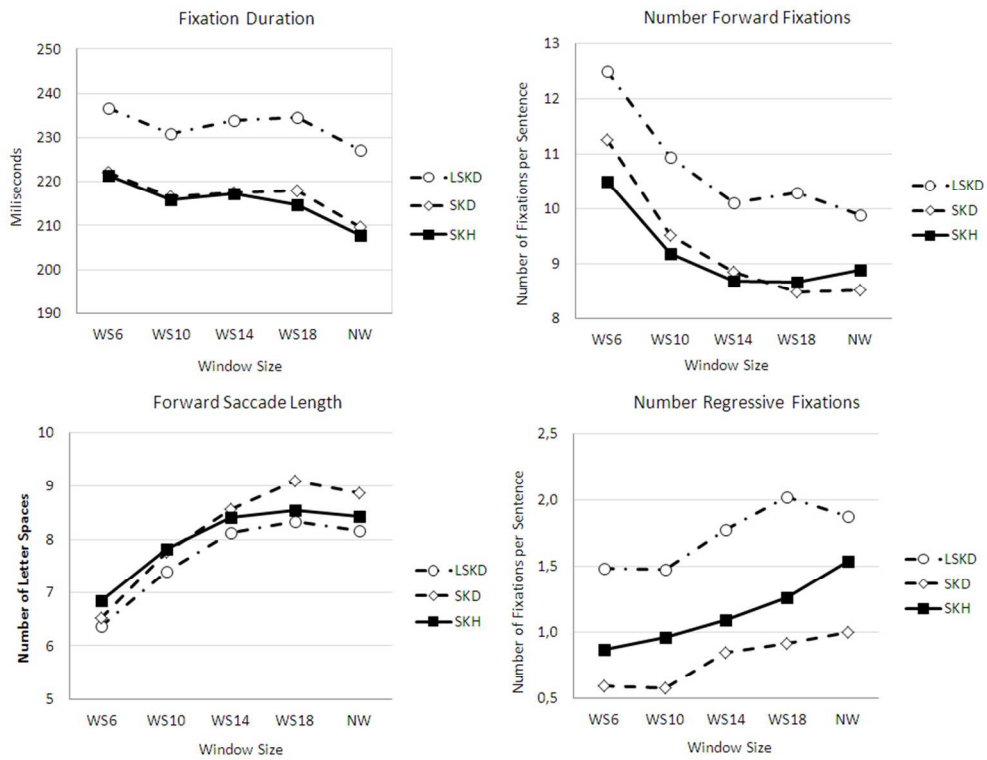 Fixation Duration
250
240
230
220
210
200
190
Milliseconds
WS6 WS10 WS14 WS18 NW
Window Size
LSKD
SKD
SKH
Number Forward Fixations
13
12
11
10
9
8
Number of Fixations per Sentence
WS6 WS10 WS14 WS18 NW
Window Size
LSKD
SKD
SKH
Forward Saccade Length
10
9
8
7
6
5
Number of Letter Spaces
WS6 WS10 WS14 WS18 NW
Window Size
LSKD
SKD
SKH
Number Regressive Fixations
2,5
2,0
1,5
1,0
0,5
Number of Fixations per Sentence
WS6 WS10 WS14 WS18 NW
Window Size
LSKD
SKD
SKH